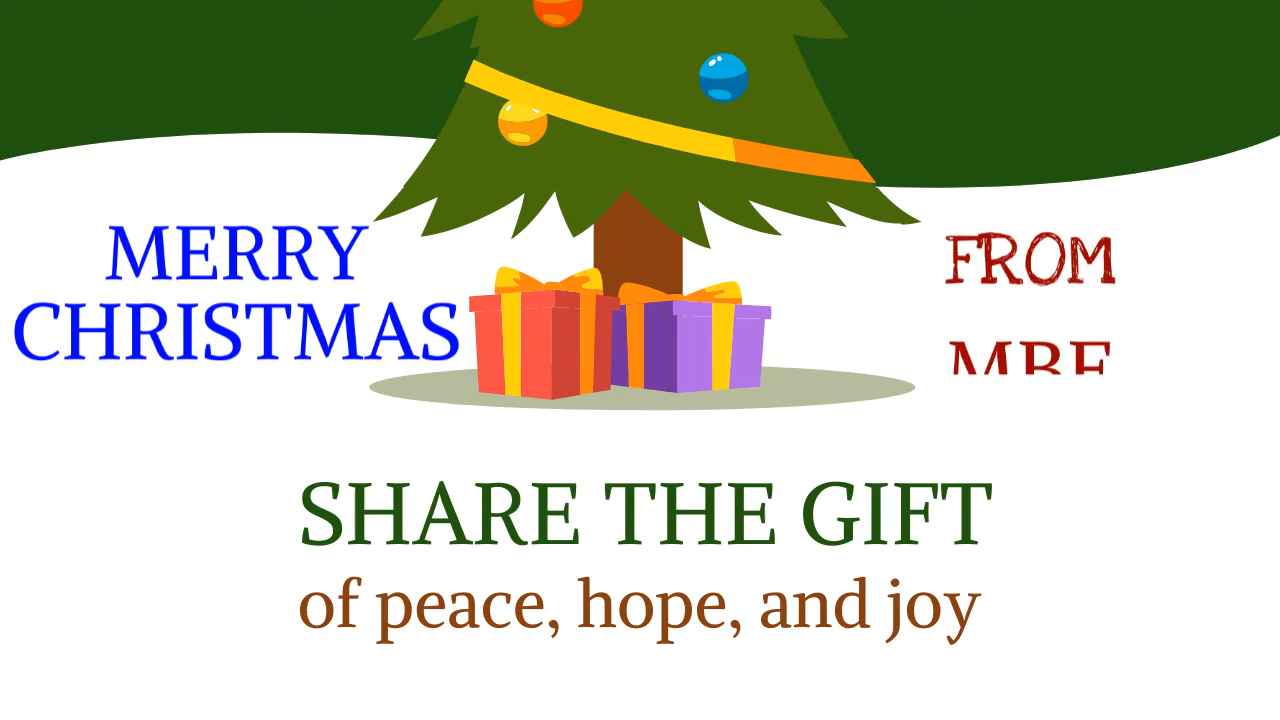 MERRY
CHRISTMAS
FROM
SHARE THE GIFT
of peace, hope, and joy